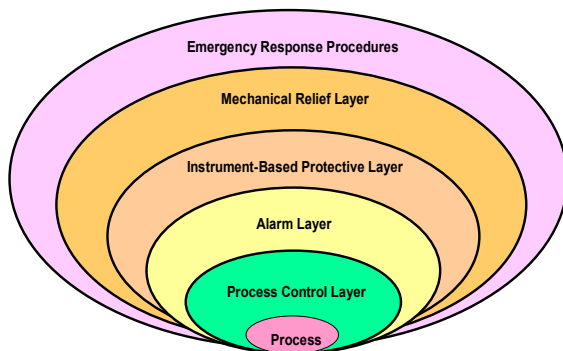 Emergency Response Procedures
Mechanical Relief Layer
Instrument-Based Protective Layer
Alarm Layer
Process Control Layer
Process